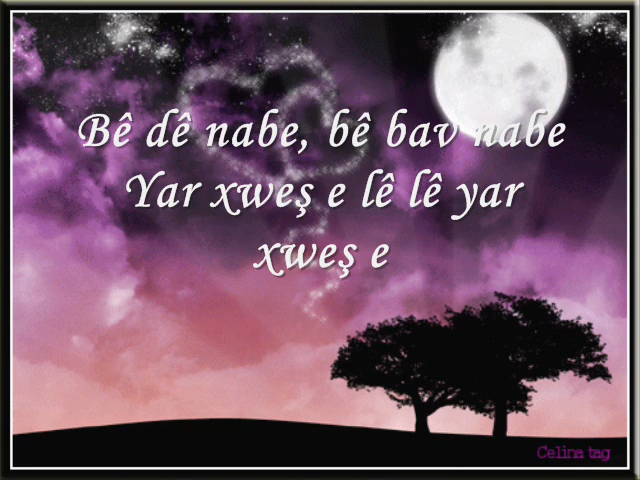 Bê dê nabe, bê bav nabe
Yar xweş e lê lê yar
xweş e
Celina tag